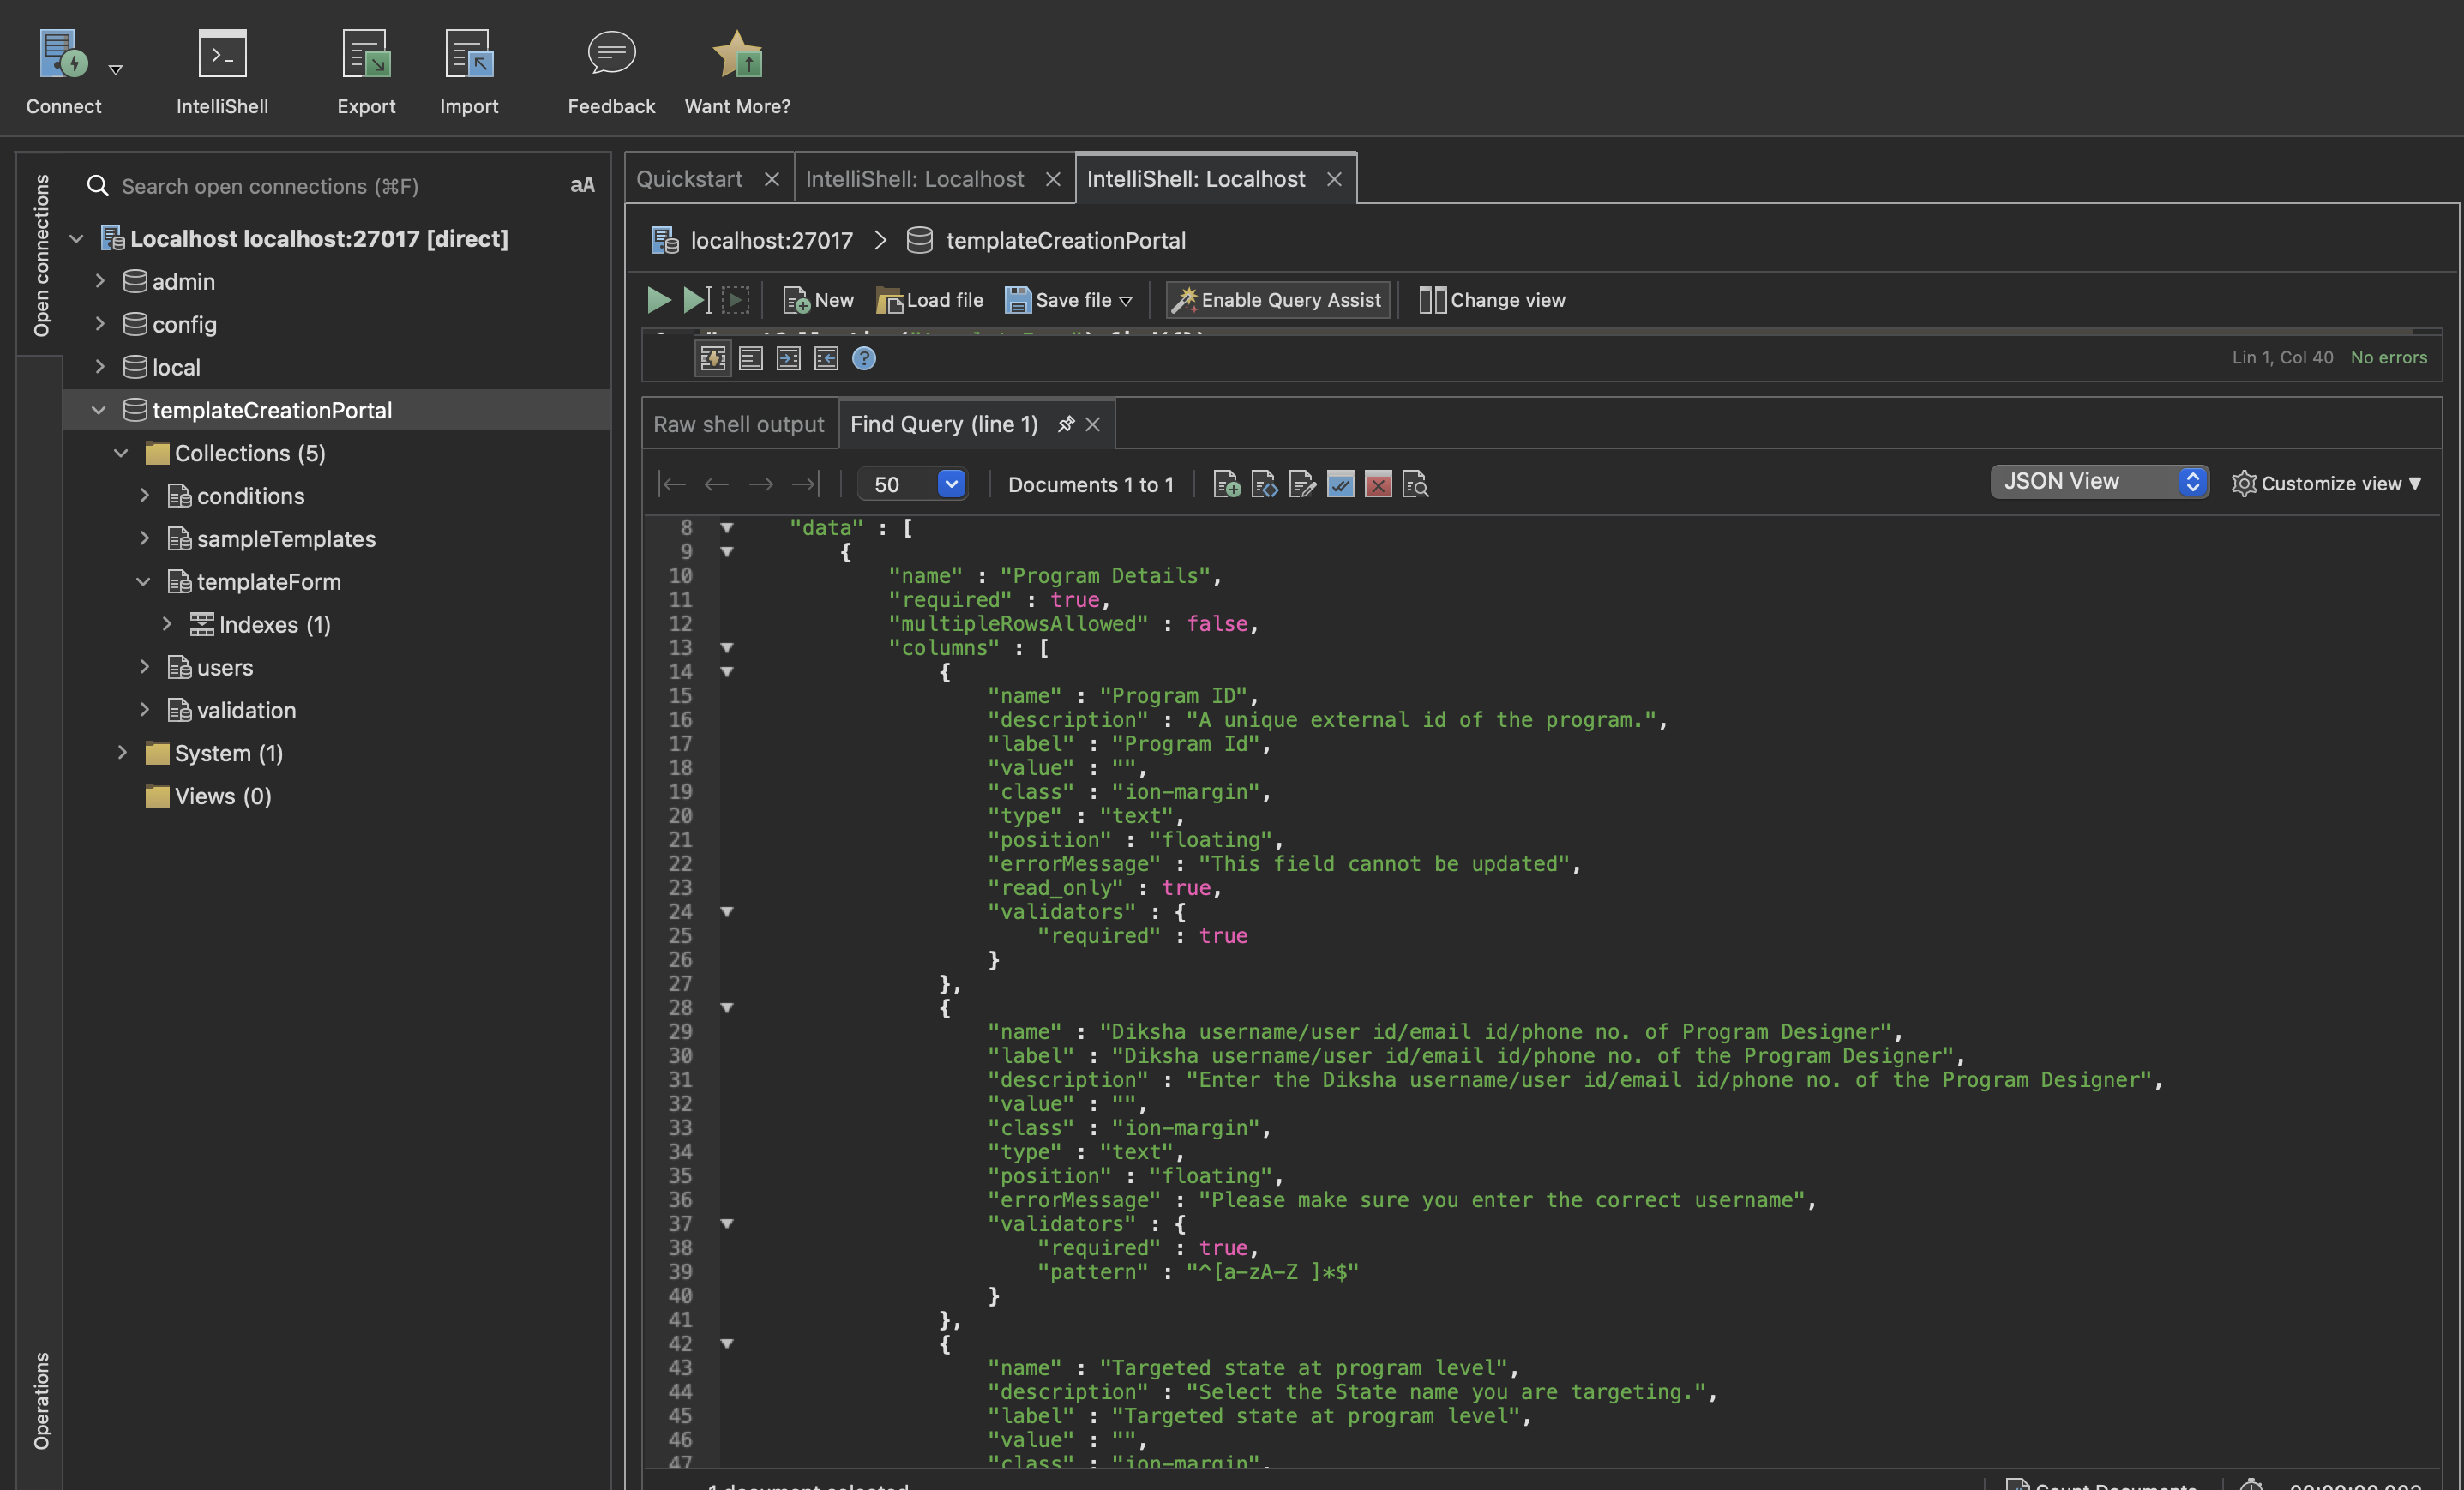 Connect
IntelliShell
Export
Import
Feedback
Want More?
Open connections
Operations
Search open connections (⌘F)
aA
Localhost localhost:27017 [direct]
admin
config
local
templateCreationPortal
Collections (5)
conditions
sampleTemplates
templateForm
Indexes (1)
users
validation
System (1)
Views (0)
Quickstart
IntelliShell: Localhost
IntelliShell: Localhost
localhost:27017 > templateCreationPortal
New
Load file
Save file
Enable Query Assist
Change view
Lin 1, Col 40 No errors
Raw shell output
Find Query (line 1)
50
Documents 1 to 1
JSON View
Customize view
8 "data" : [
9 {
10 "name" : "Program Details",
11 "required" : true,
12 "multipleRowsAllowed" : false,
13 "columns" : [
14 {
15 "name" : "Program ID",
16 "description" : "A unique external id of the program.",
17 "label" : "Program Id",
18 "value" : "",
19 "class" : "ion-margin",
20 "type" : "text",
21 "position" : "floating",
22 "errorMessage" : "This field cannot be updated",
23 "read_only" : true,
24 "validators" : {
25 "required" : true
26 }
27 },
28 {
29 "name" : "Diksha username/user id/email id/phone no. of Program Designer",
30 "label" : "Diksha username/user id/email id/phone no. of the Program Designer",
31 "description" : "Enter the Diksha username/user id/email id/phone no. of the Program Designer",
32 "value" : "",
33 "class" : "ion-margin",
34 "type" : "text",
35 "position" : "floating",
36 "errorMessage" : "Please make sure you enter the correct username",
37 "validators" : {
38 "required" : true,
39 "pattern" : "^[a-zA-Z ]*$"
40 }
41 },
42 {
43 "name" : "Targeted state at program level",
44 "description" : "Select the State name you are targeting.",
45 "label" : "Targeted state at program level",
46 "value" : "",
47 "class" : "ion-margin",
1 document selected
Count Documents